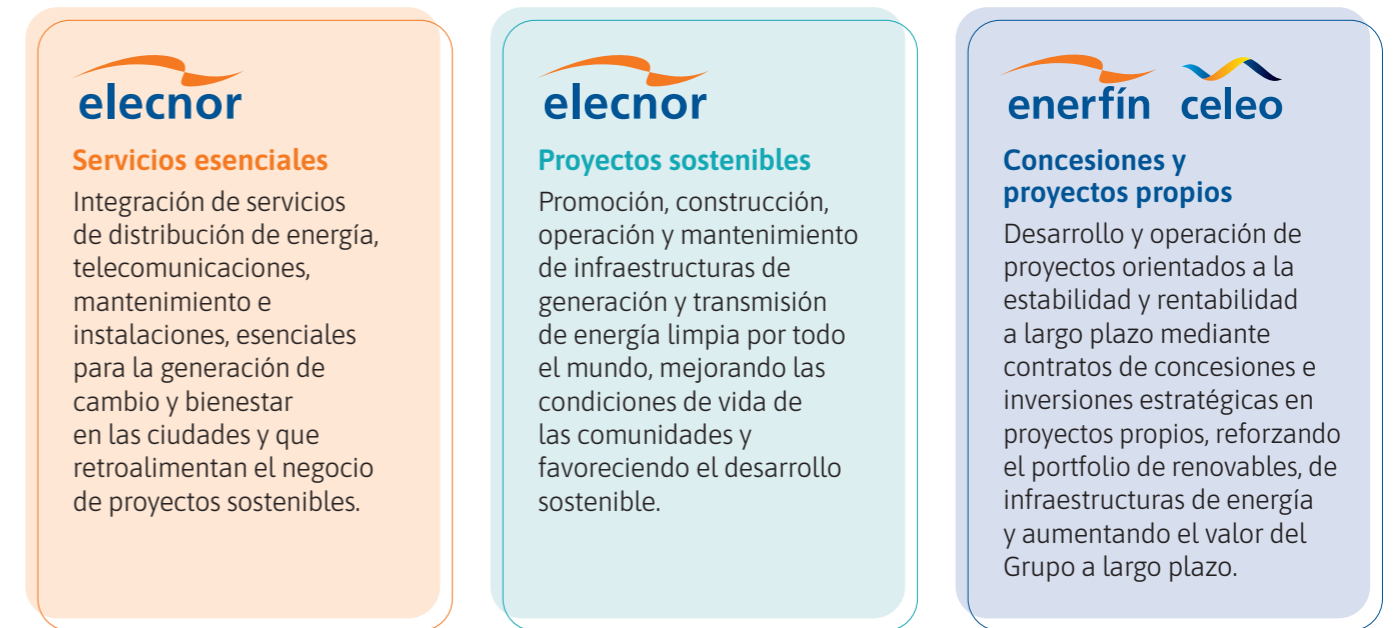 elecnor
Servicios esenciales
Integración de servicios
de distribución de energía,
telecomunicaciones,
mantenimiento e
instalaciones, esenciales
para la generación de
cambio y bienestar
en las ciudades y que
retroalimentan el negocio
de proyectos sostenibles.
elecnor
Proyectos sostenibles
Promoción, construcción,
operación y mantenimiento
de infraestructuras de
generación y transmisión
de energía limpia por todo
el mundo, mejorando las
condiciones de vida de
las comunidades y
favoreciendo el desarrollo
sostenible.
enerfín celeo
Concesiones y
proyectos propios
Desarrollo y operación de
proyectos orientados a la
estabilidad y rentabilidad
a largo plazo mediante
contratos de concesiones e
inversiones estratégicas en
proyectos propios, reforzando
el portfolio de renovables, de
infraestructuras de energía
y aumentando el valor del
Grupo a largo plazo.